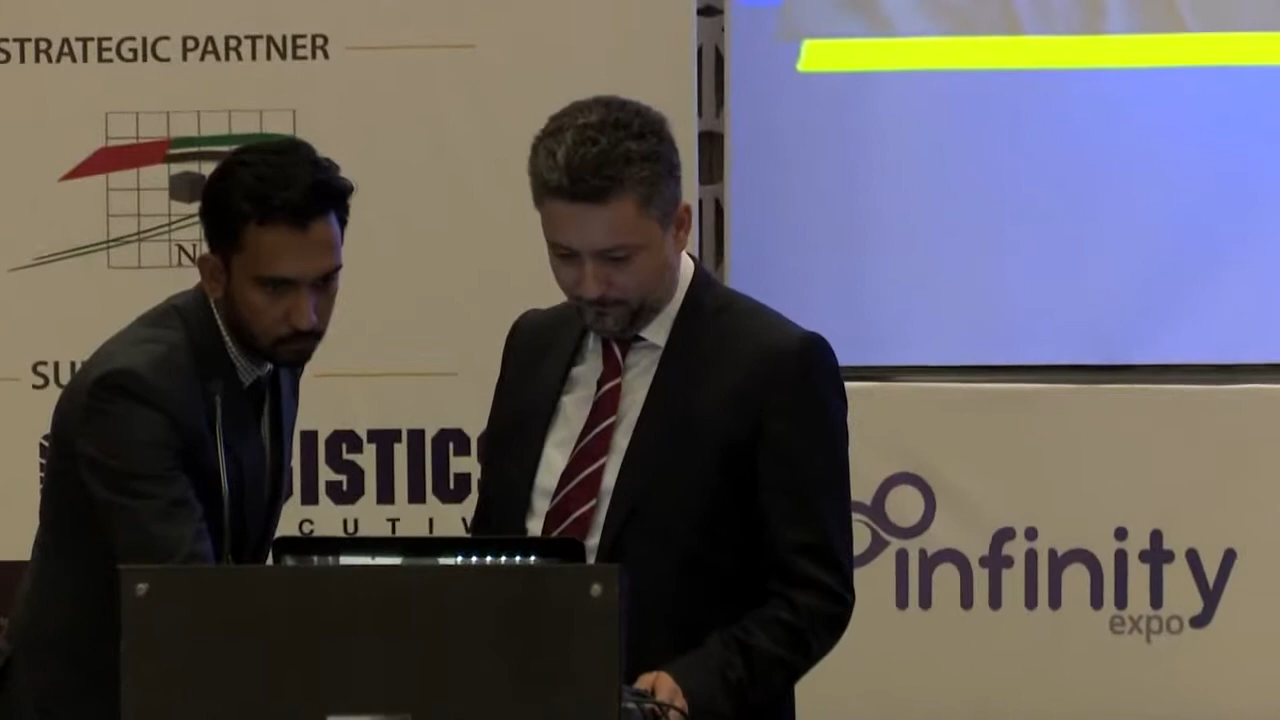 STRATEGIC PARTNER
N
SU
ISTICS
CUTIV
infinity
expo